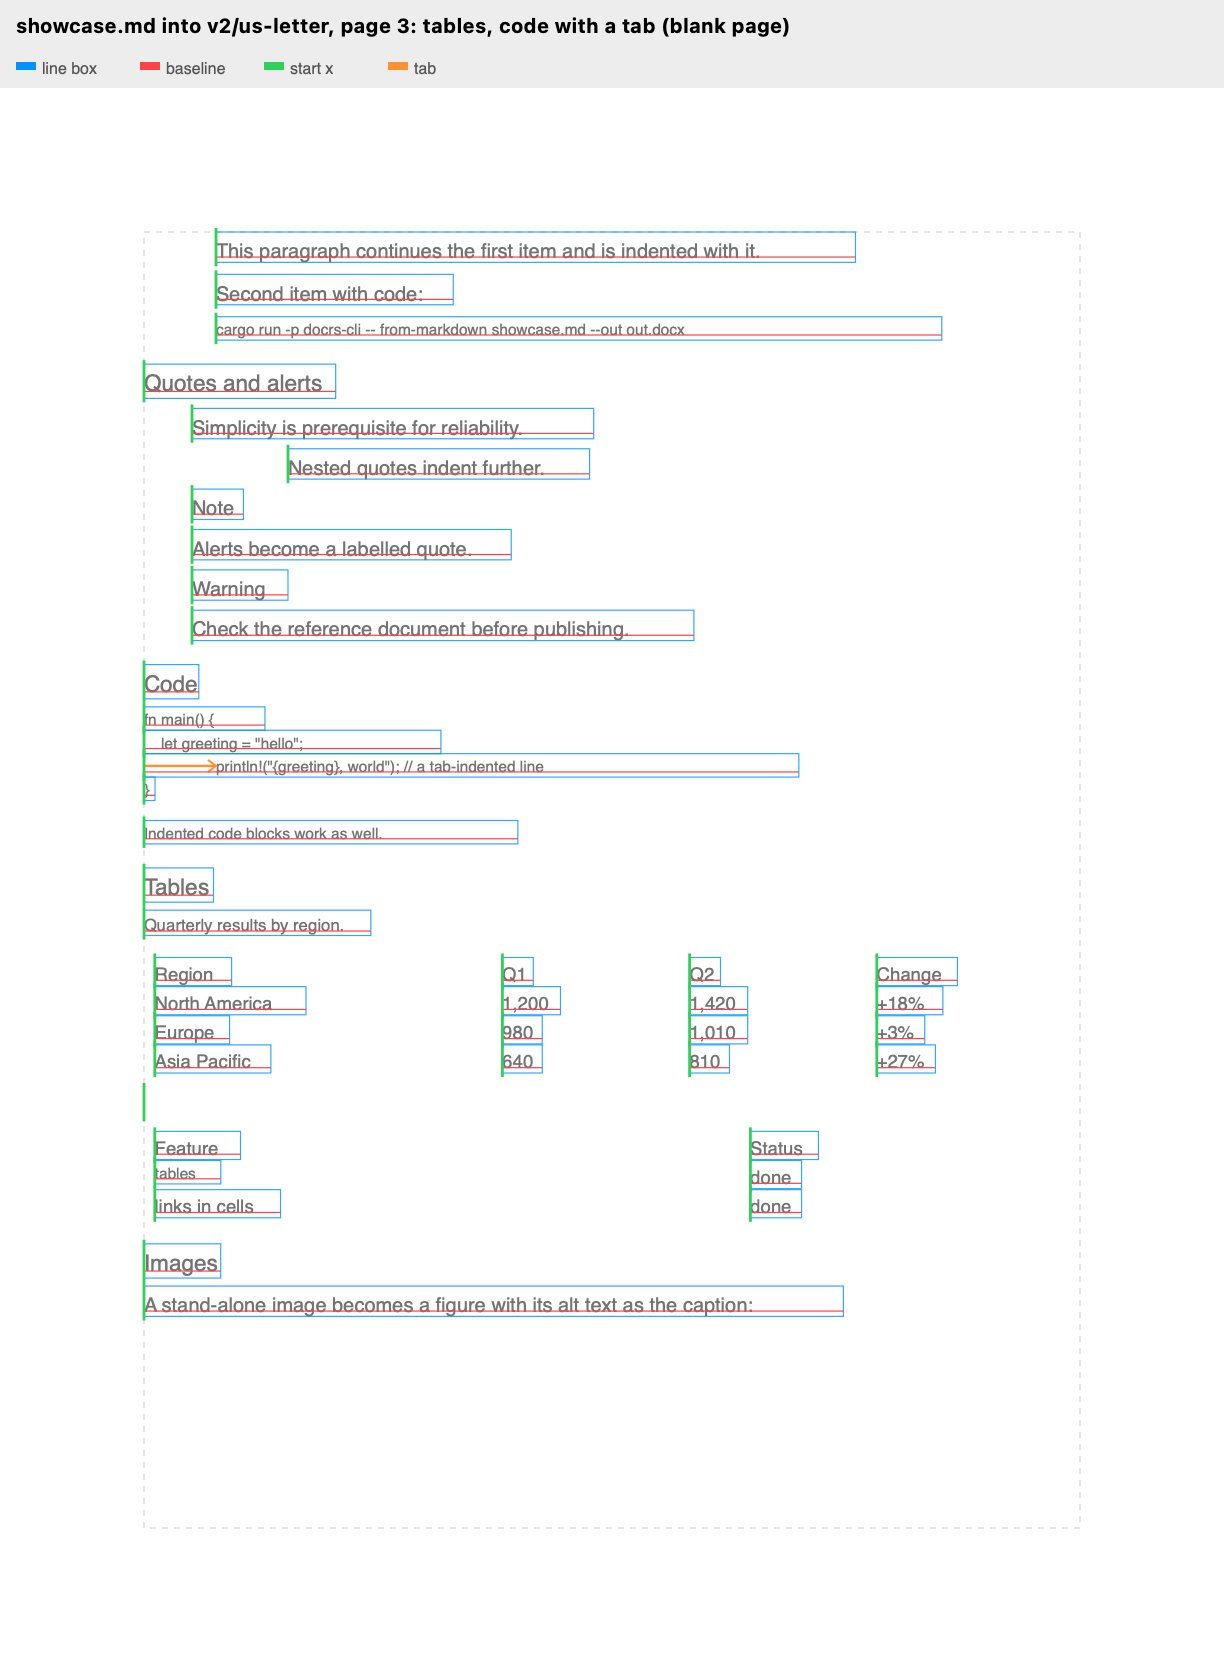 showcase.md into v2/us-letter, page 3: tables, code with a tab (blank page)
line box baseline start x tab
This paragraph continues the first item and is indented with it.
Second item with code:
cargo run -p docrs-cli -- from-markdown showcase.md --out out.docx
Quotes and alerts
Simplicity is prerequisite for reliability.
Nested quotes indent further.
Note
Alerts become a labelled quote.
Warning
Check the reference document before publishing.
Code
fn main() {
    let greeting = "hello";
println!("{greeting}, world"); // a tab-indented line
}
Indented code blocks work as well.
Tables
Quarterly results by region.
Region Q1 Q2 Change
North America 1,200 1,420 +18%
Europe 980 1,010 +3%
Asia Pacific 640 810 +27%
Feature Status
tables done
links in cells done
Images
A stand-alone image becomes a figure with its alt text as the caption: